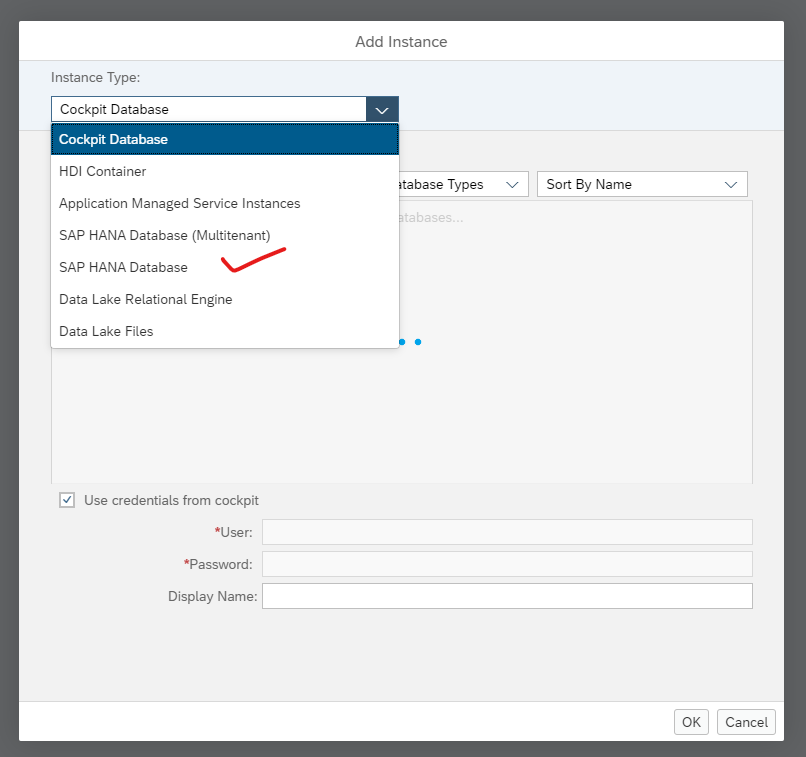 Add Instance
Instance Type:
Cockpit Database
Cockpit Database
HDI Container
Application Managed Service Instances
SAP HANA Database (Multitenant)
SAP HANA Database
Data Lake Relational Engine
Data Lake Files
Types
Sort By Name
Use credentials from cockpit
*User:
*Password:
Display Name:
OK
Cancel